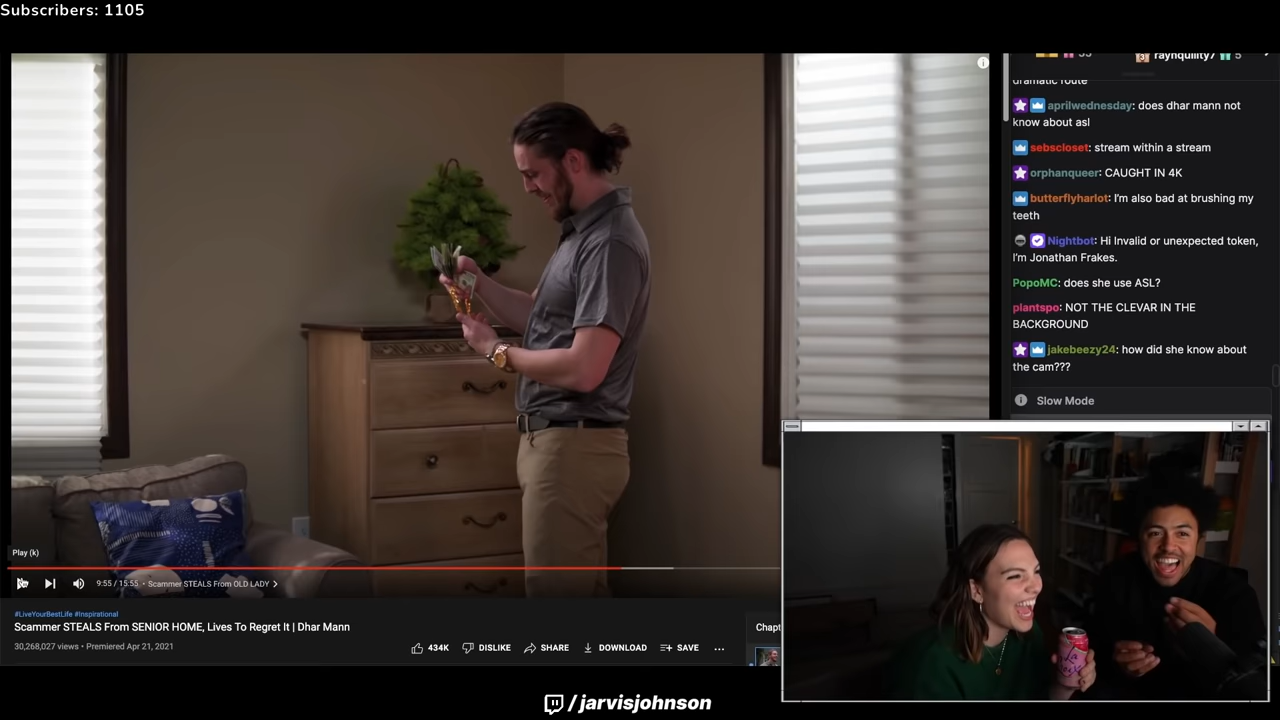 Subscribers: 1105
raynquility7 5
dramatic route
aprilwednesday: does dhar mann not
know about asl
sebscloset: stream within a stream
orphanqueer: CAUGHT IN 4K
butterflyharlot: I'm also bad at brushing my
teeth
Nightbot: Hi Invalid or unexpected token,
I'm Jonathan Frakes.
PopoMC: does she use ASL?
plantspo: NOT THE CLEVAR IN THE
BACKGROUND
jakebeezy24: how did she know about
the cam???
Slow Mode
Play (k)
9:55 / 15:55 • Scammer STEALS From OLD LADY
#LiveYourBestLife #Inspirational
Scammer STEALS From SENIOR HOME, Lives To Regret It | Dhar Mann
30,268,027 views • Premiered Apr 21, 2021
434K DISLIKE SHARE DOWNLOAD SAVE
Chapt
/jarvisjohnson